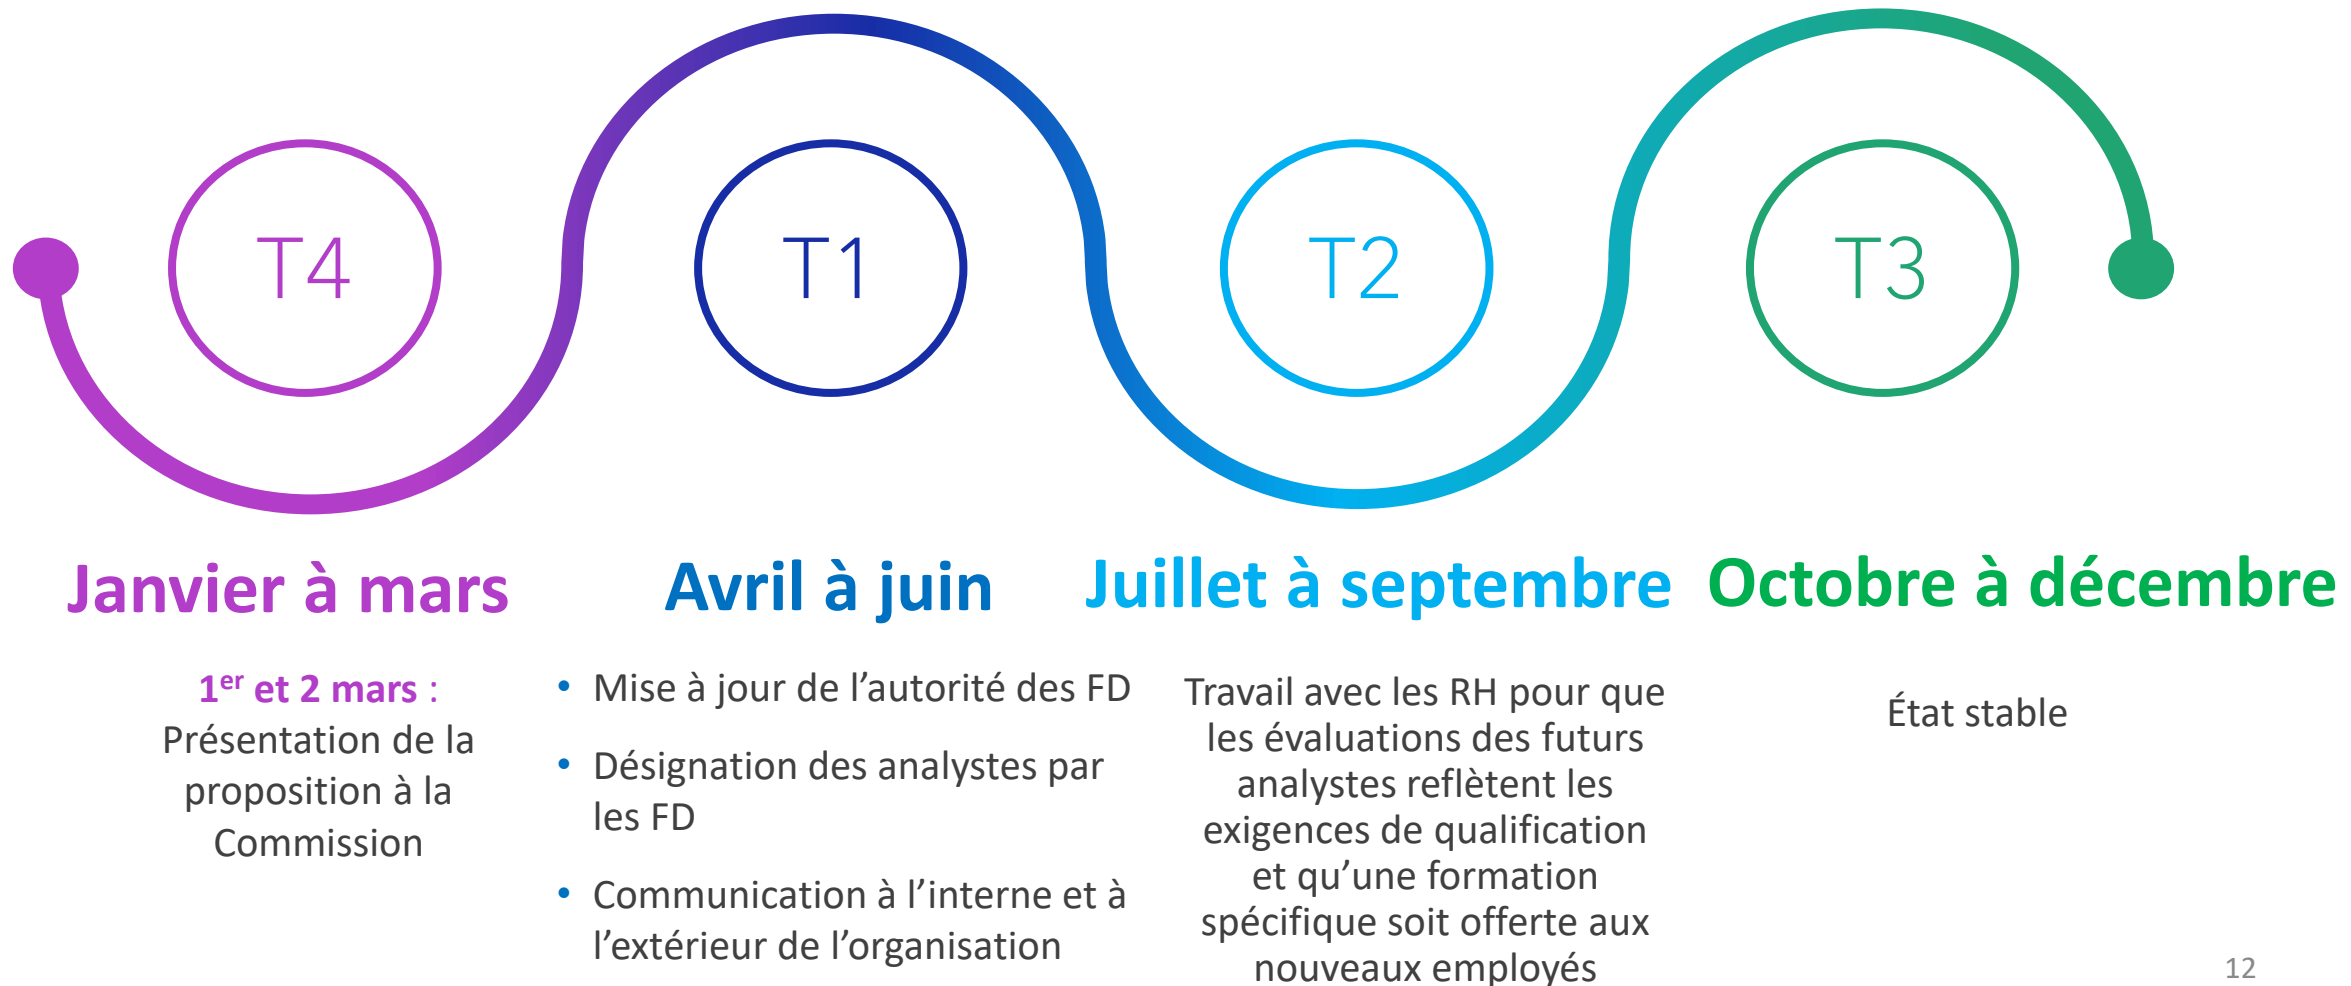 T4
T1
T2
T3
Janvier à mars
Avril à juin
Juillet à septembre
Octobre à décembre
1er et 2 mars :
Présentation de la
proposition à la
Commission
• Mise à jour de l’autorité des FD
• Désignation des analystes par
les FD
• Communication à l’interne et à
l’extérieur de l’organisation
Travail avec les RH pour que
les évaluations des futurs
analystes reflètent les
exigences de qualification
et qu’une formation
spécifique soit offerte aux
nouveaux employés
État stable
12